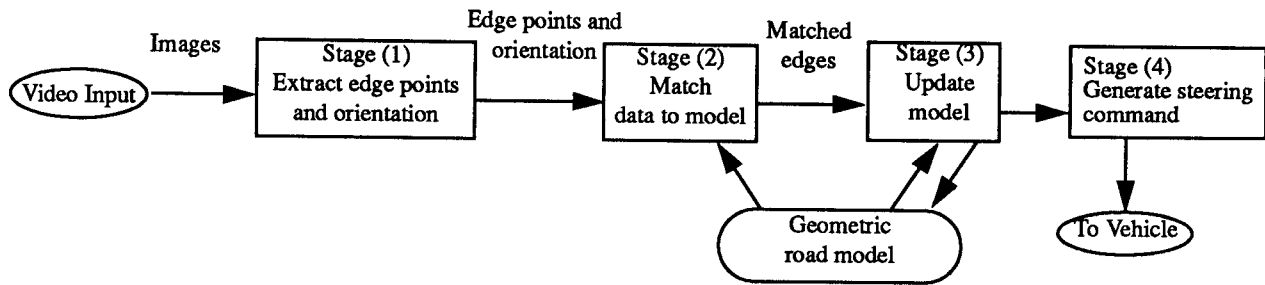 Video Input
Images
Stage (1)
Extract edge points
and orientation
Edge points and
orientation
Stage (2)
Match
data to model
Matched
edges
Stage (3)
Update
model
Stage (4)
Generate steering
command
Geometric
road model
To Vehicle